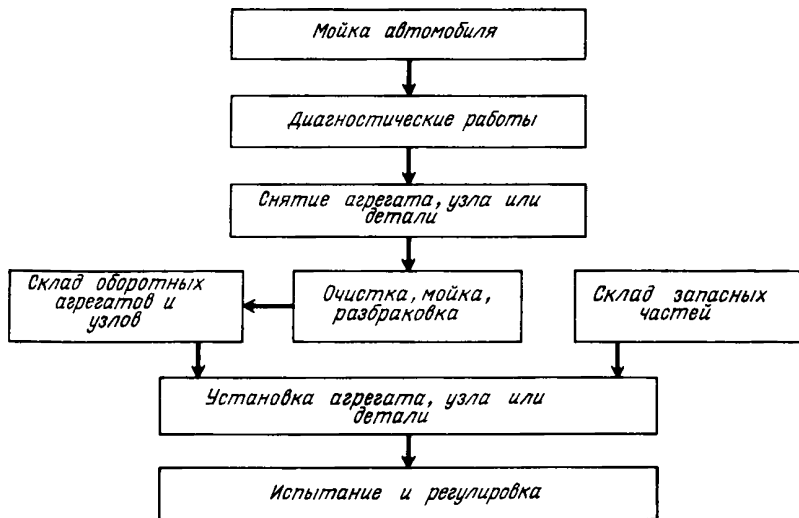 Мойка автомобиля
Диагностические работы
Снятие агрегата, узла или
детали
Склад оборотных
агрегатов и
узлов
Очистка, мойка,
разбраковка
Склад запасных
частей
Установка агрегата, узла или
детали
Испытание и регулировка